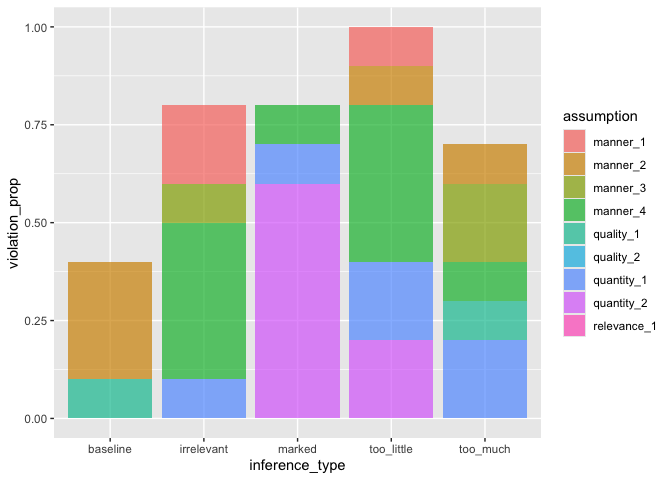 1.00
0.75
0.50
0.25
0.00
violation_prop
baseline
irrelevant
marked
too_little
too_much
inference_type
assumption
manner_1
manner_2
manner_3
manner_4
quality_1
quality_2
quantity_1
quantity_2
relevance_1